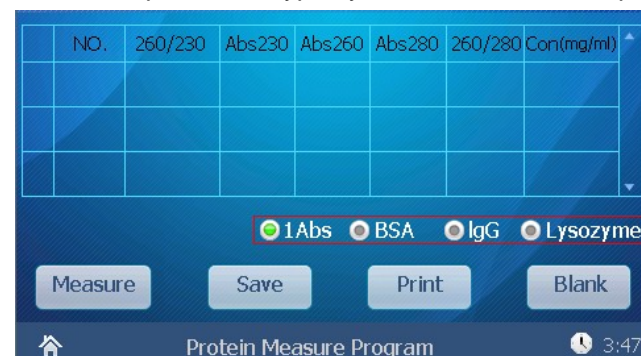 NO. 260/230 Abs230 Abs260 Abs280 260/280 Con(mg/ml)
1Abs BSA IgG Lysozyme
Measure Save Print Blank
Protein Measure Program 3:47